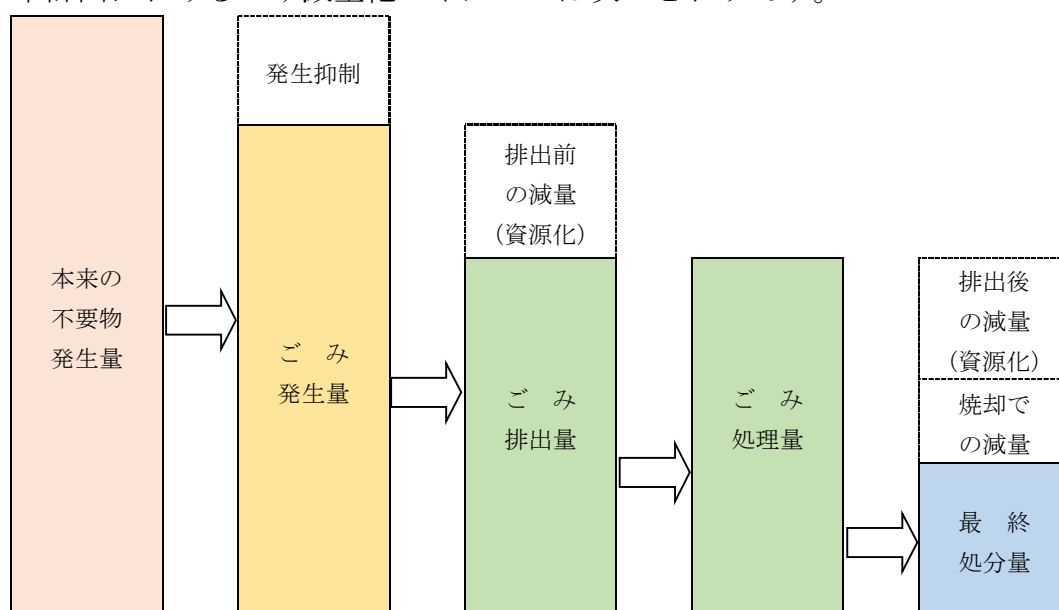 発生抑制
排出前
の減量
（資源化）
本来の
不要物
発生量
ご み
発生量
ご み
排出量
ご み
処理量
排出後
の減量
（資源化）
焼却で
の減量
最 終
処分量